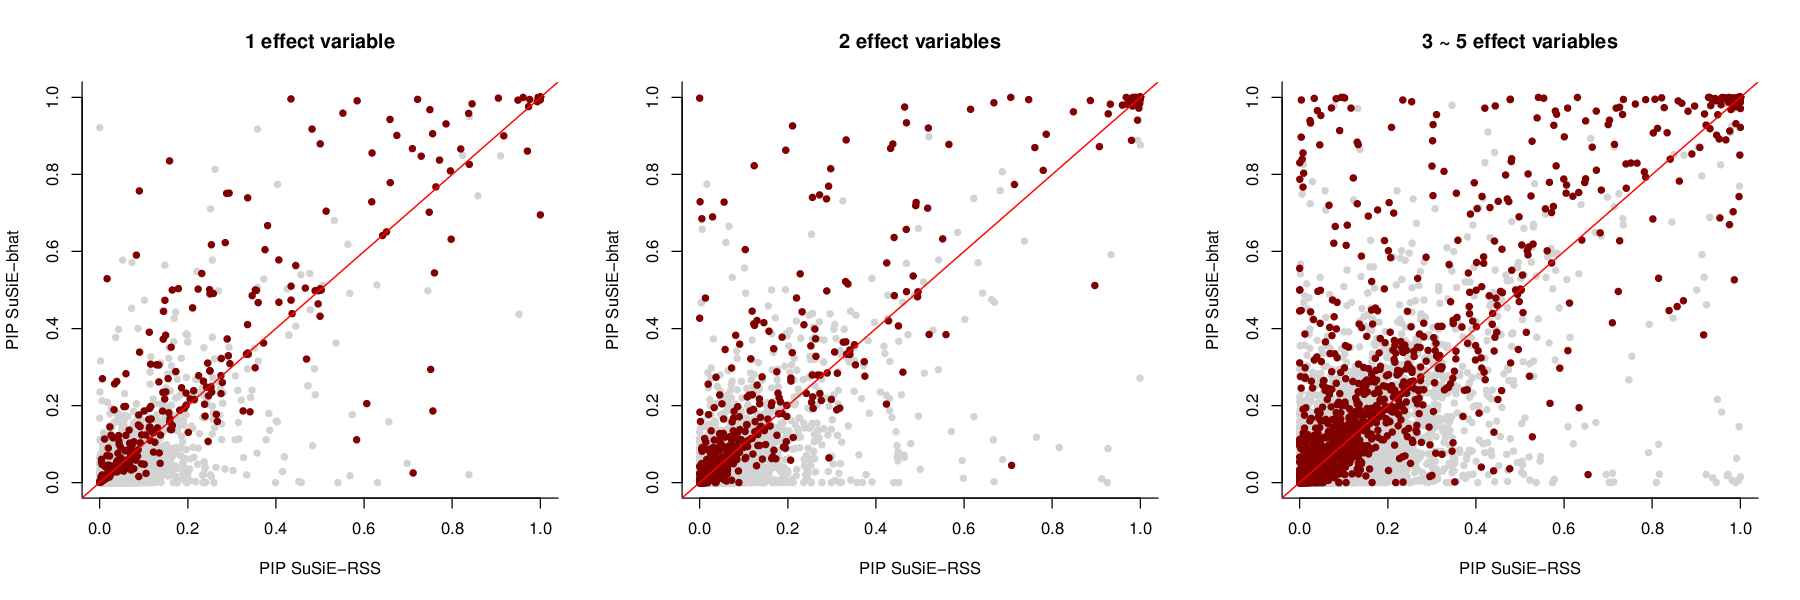 1 effect variable
PIP SuSiE−bhat
1.0
0.8
0.6
0.4
0.2
0.0
0.0 0.2 0.4 0.6 0.8 1.0
PIP SuSiE−RSS
2 effect variables
PIP SuSiE−bhat
1.0
0.8
0.6
0.4
0.2
0.0
0.0 0.2 0.4 0.6 0.8 1.0
PIP SuSiE−RSS
3 ~ 5 effect variables
PIP SuSiE−bhat
1.0
0.8
0.6
0.4
0.2
0.0
0.0 0.2 0.4 0.6 0.8 1.0
PIP SuSiE−RSS